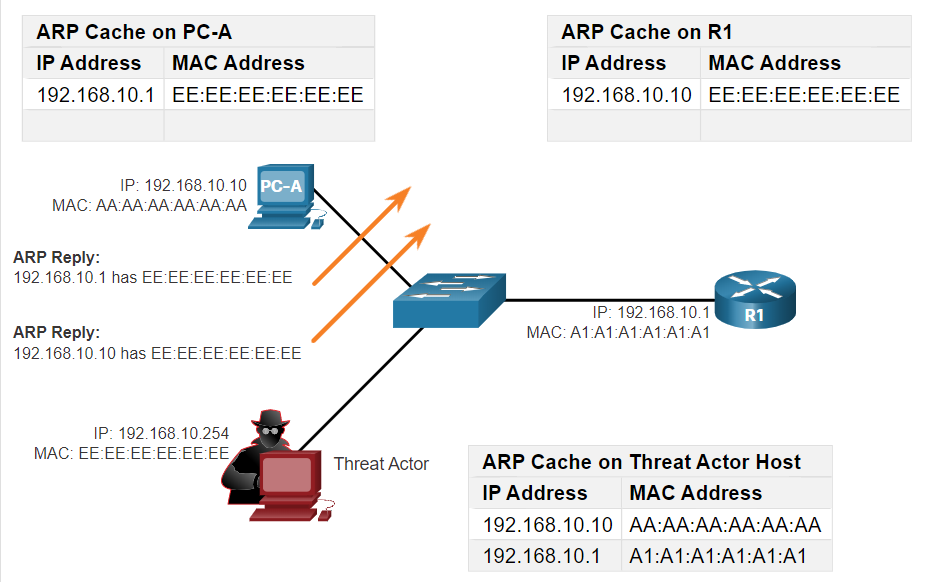 ARP Cache on PC-A
IP Address MAC Address
192.168.10.1 EE:EE:EE:EE:EE:EE
ARP Cache on R1
IP Address MAC Address
192.168.10.10 EE:EE:EE:EE:EE:EE
IP: 192.168.10.10
MAC: AA:AA:AA:AA:AA:AA
PC-A
ARP Reply:
192.168.10.1 has EE:EE:EE:EE:EE:EE
ARP Reply:
192.168.10.10 has EE:EE:EE:EE:EE:EE
IP: 192.168.10.1
MAC: A1:A1:A1:A1:A1:A1
R1
IP: 192.168.10.254
MAC: EE:EE:EE:EE:EE:EE
Threat Actor
ARP Cache on Threat Actor Host
IP Address MAC Address
192.168.10.10 AA:AA:AA:AA:AA:AA
192.168.10.1 A1:A1:A1:A1:A1:A1